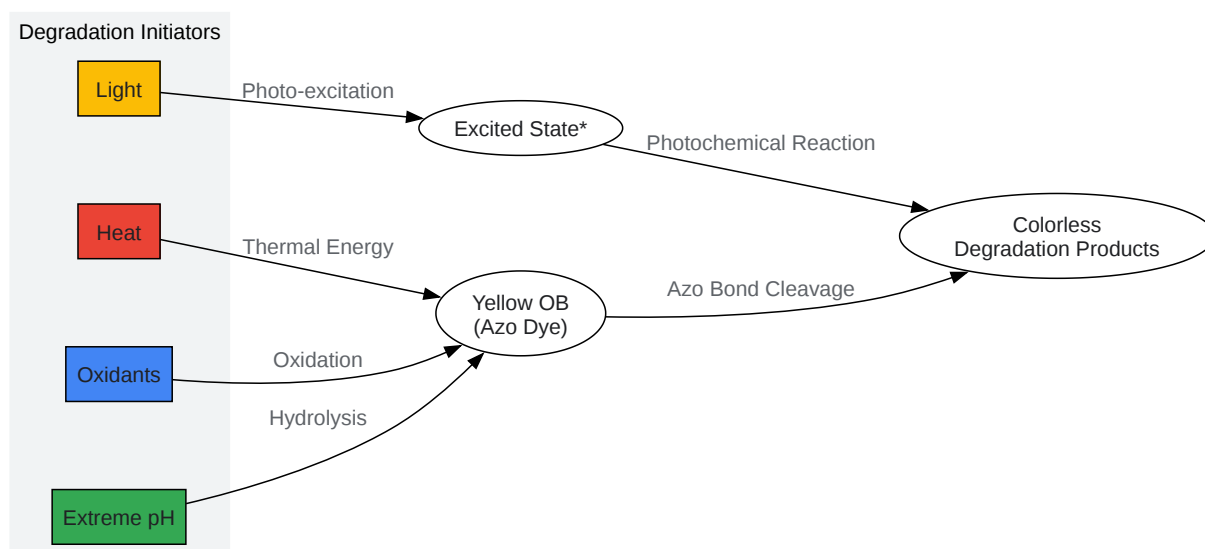 Degradation Initiators
Light
Photo-excitation
Excited State*
Photochemical Reaction
Colorless
Degradation Products
Heat
Thermal Energy
Yellow OB
(Azo Dye)
Azo Bond Cleavage
Oxidants
Oxidation
Hydrolysis
Extreme pH